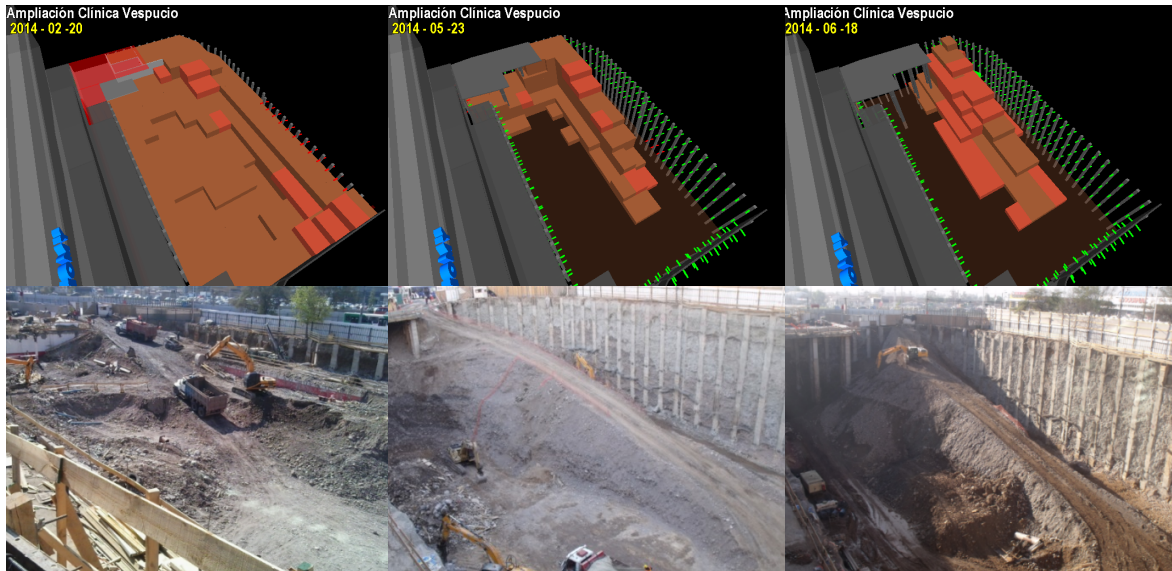 Ampliación Clínica Vespucio
2014 - 02 -20
Ampliación Clínica Vespucio
2014 - 05 -23
Ampliación Clínica Vespucio
2014 - 06 -18